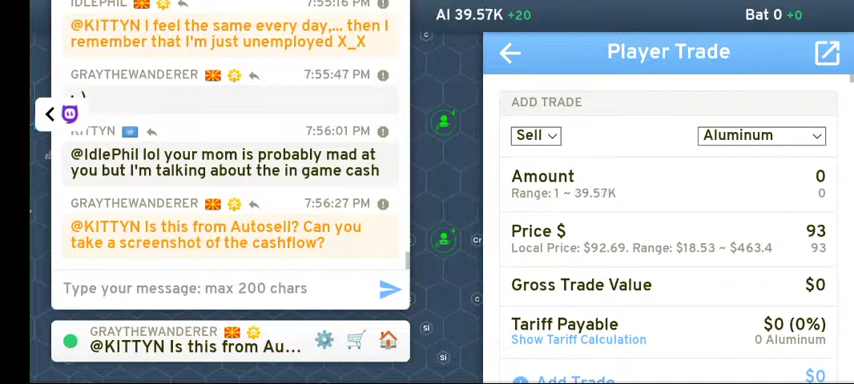 IDLEPHIL 7:55:16 PM
@KITTYN I feel the same every day,... then I
remember that I'm just unemployed X_X
GRAYTHEWANDERER 7:55:47 PM
:)
KITTYN 7:56:01 PM
@IdlePhil lol your mom is probably mad at
you but I'm talking about the in game cash
GRAYTHEWANDERER 7:56:27 PM
@KITTYN Is this from Autosell? Can you
take a screenshot of the cashflow?
Type your message: max 200 chars
GRAYTHEWANDERER
@KITTYN Is this from Au...
C
Cr
C
Si
Si
Al 39.57K +20
Bat 0 +0
Player Trade
ADD TRADE
Sell
Aluminum
Amount 0
Range: 1 ~ 39.57K 0
Price $ 93
Local Price: $92.69. Range: $18.53 ~ $463.4 93
Gross Trade Value $0
Tariff Payable $0 (0%)
Show Tariff Calculation 0 Aluminum
Add Trade $0